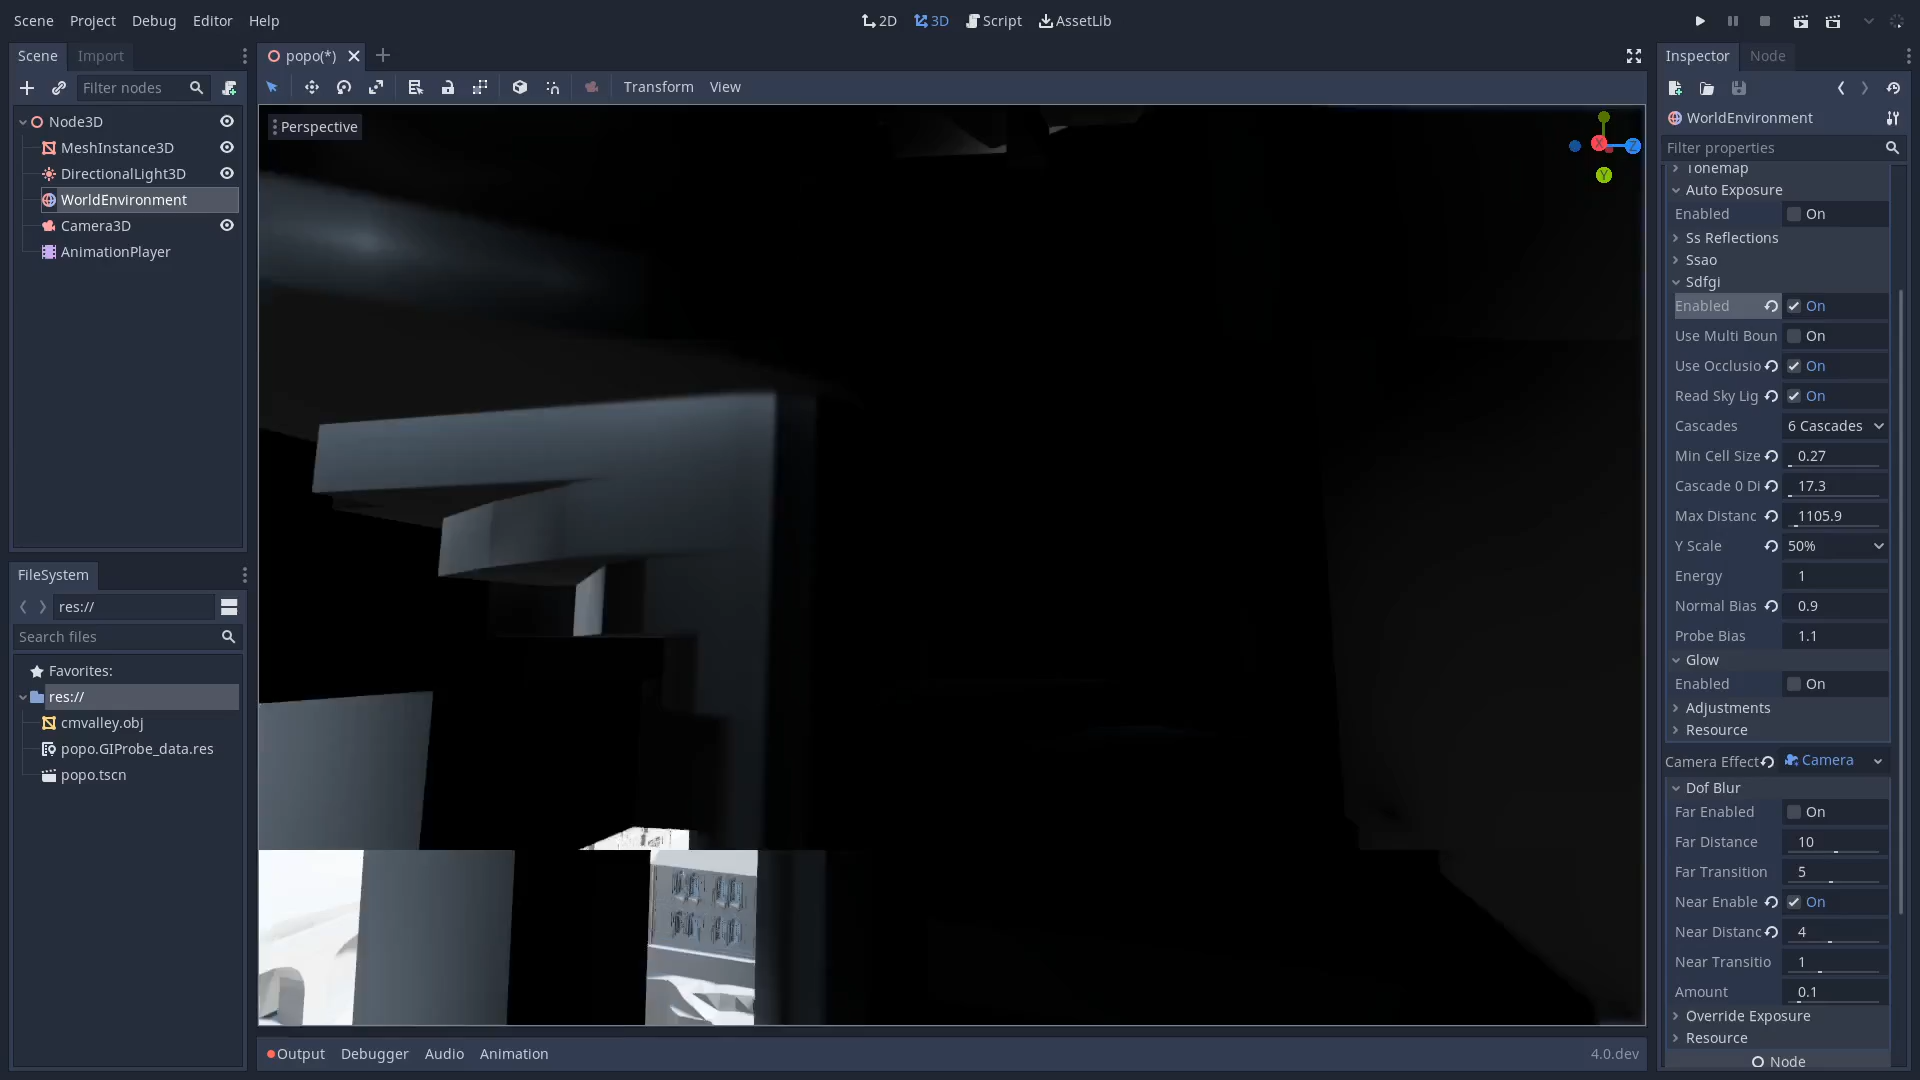 Scene Project Debug Editor Help 2D 3D Script AssetLib
Scene Import
popo(*)
Inspector Node
Filter nodes
Transform View
WorldEnvironment
Filter properties
Node3D
MeshInstance3D
DirectionalLight3D
WorldEnvironment
Camera3D
AnimationPlayer
Perspective
X
Z
Y
Tonemap
Auto Exposure
Enabled On
Ss Reflections
Ssao
Sdfgi
Enabled On
Use Multi Boun On
Use Occlusio On
Read Sky Lig On
Cascades 6 Cascades
Min Cell Size 0.27
Cascade 0 Di 17.3
Max Distanc 1105.9
Y Scale 50%
Energy 1
Normal Bias 0.9
Probe Bias 1.1
Glow
Enabled On
Adjustments
Resource
Camera Effect Camera
Dof Blur
Far Enabled On
Far Distance 10
Far Transition 5
Near Enable On
Near Distanc 4
Near Transitio 1
Amount 0.1
Override Exposure
Resource
Node
FileSystem
res://
Search files
Favorites:
res://
cmvalley.obj
popo.GIProbe_data.res
popo.tscn
Output Debugger Audio Animation 4.0.dev